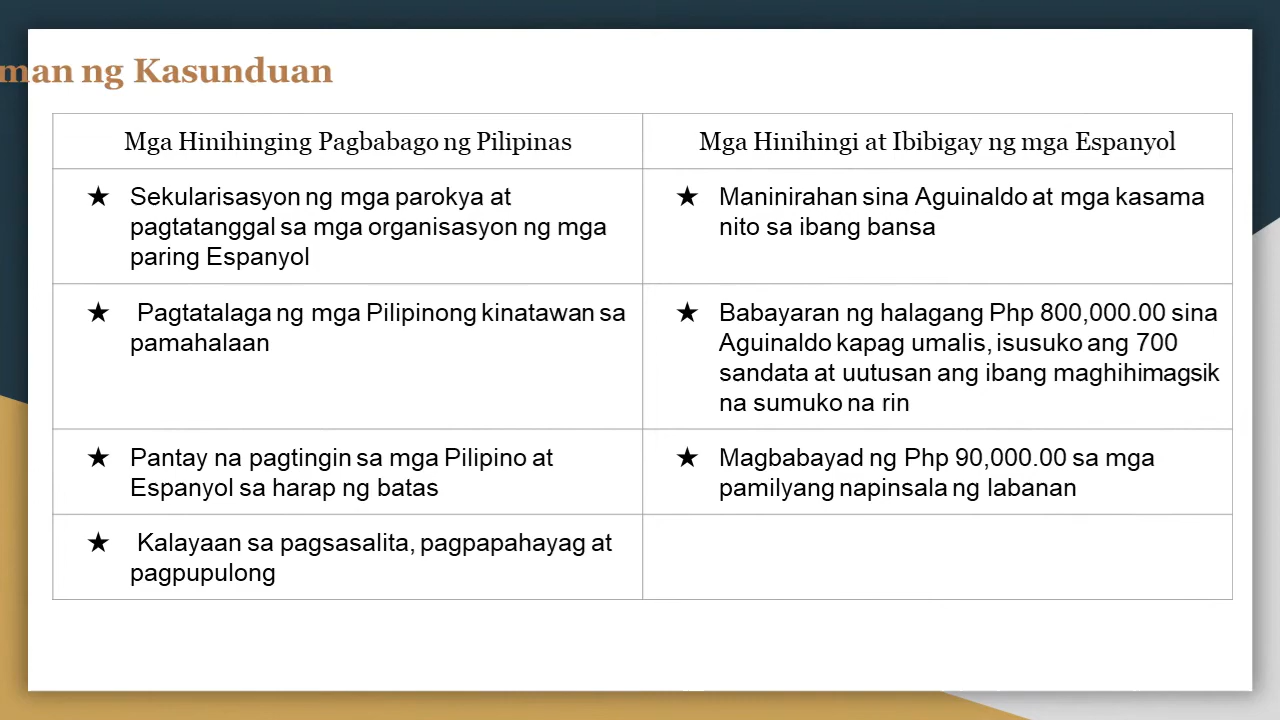 man ng Kasunduan
Mga Hinihinging Pagbabago ng Pilipinas
Mga Hinihingi at Ibibigay ng mga Espanyol
★ Sekularisasyon ng mga parokya at
pagtatanggal sa mga organisasyon ng mga
paring Espanyol
★ Maninirahan sina Aguinaldo at mga kasama
nito sa ibang bansa
★ Pagtatalaga ng mga Pilipinong kinatawan sa
pamahalaan
★ Babayaran ng halagang Php 800,000.00 sina
Aguinaldo kapag umalis, isusuko ang 700
sandata at uutusan ang ibang maghihimagsik
na sumuko na rin
★ Pantay na pagtingin sa mga Pilipino at
Espanyol sa harap ng batas
★ Magbabayad ng Php 90,000.00 sa mga
pamilyang napinsala ng labanan
★ Kalayaan sa pagsasalita, pagpapahayag at
pagpupulong